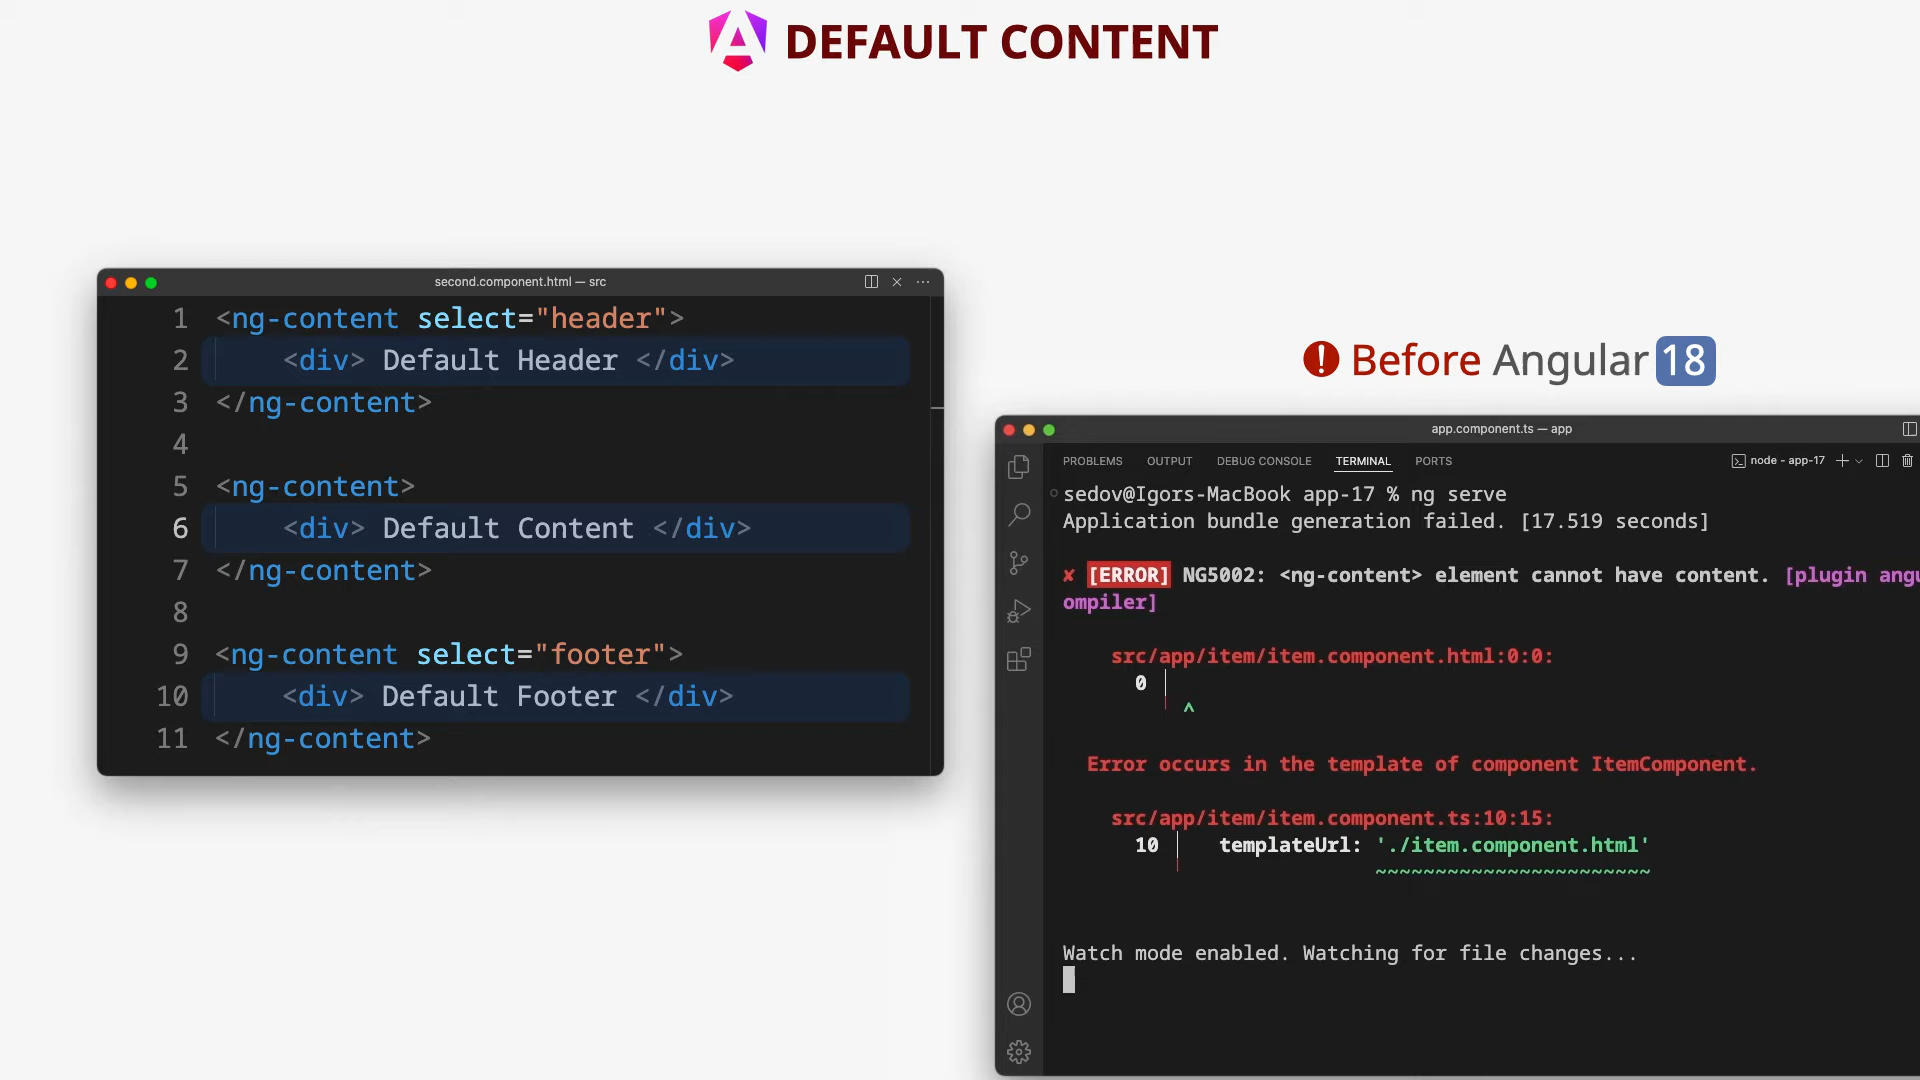 DEFAULT CONTENT
second.component.html — src
1 <ng-content select="header">
2 <div> Default Header </div>
3 </ng-content>
4
5 <ng-content>
6 <div> Default Content </div>
7 </ng-content>
8
9 <ng-content select="footer">
10 <div> Default Footer </div>
11 </ng-content>
! Before Angular 18
app.component.ts — app
PROBLEMS OUTPUT DEBUG CONSOLE TERMINAL PORTS node - app-17
sedov@Igors-MacBook app-17 % ng serve
Application bundle generation failed. [17.519 seconds]
✘ [ERROR] NG5002: <ng-content> element cannot have content. [plugin angu
ompiler]
src/app/item/item.component.html:0:0:
0 │
^
Error occurs in the template of component ItemComponent.
src/app/item/item.component.ts:10:15:
10 │ templateUrl: './item.component.html'
~~~~~~~~~~~~~~~~~~~~~~~
Watch mode enabled. Watching for file changes...